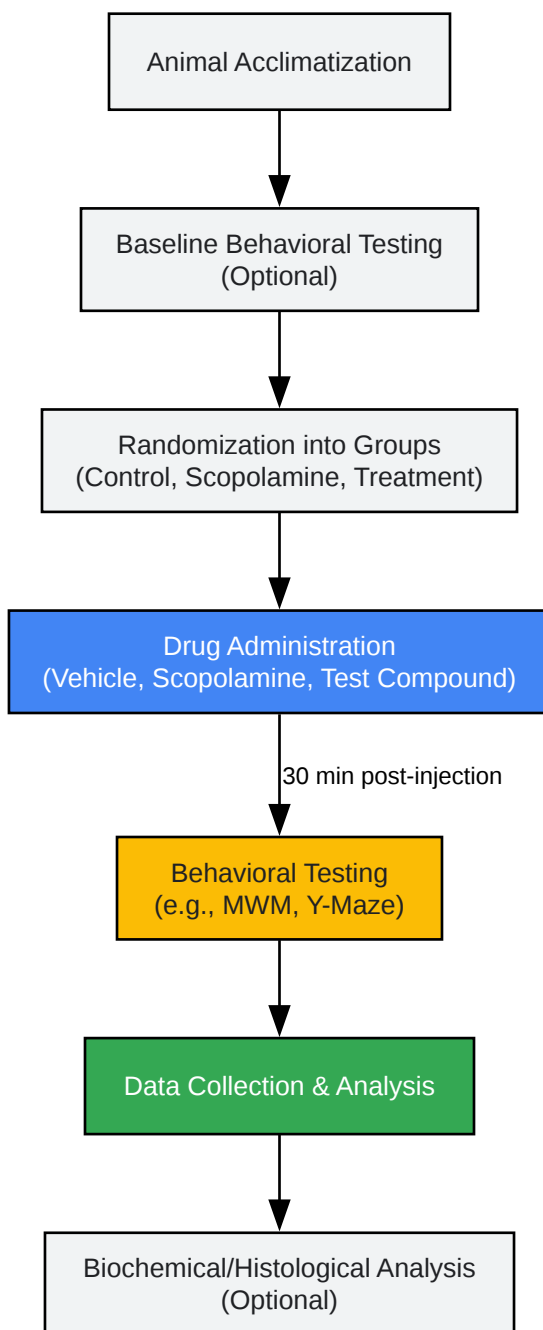 Animal Acclimatization
Baseline Behavioral Testing
(Optional)
Randomization into Groups
(Control, Scopolamine, Treatment)
Drug Administration
(Vehicle, Scopolamine, Test Compound)
30 min post-injection
Behavioral Testing
(e.g., MWM, Y-Maze)
Data Collection & Analysis
Biochemical/Histological Analysis
(Optional)